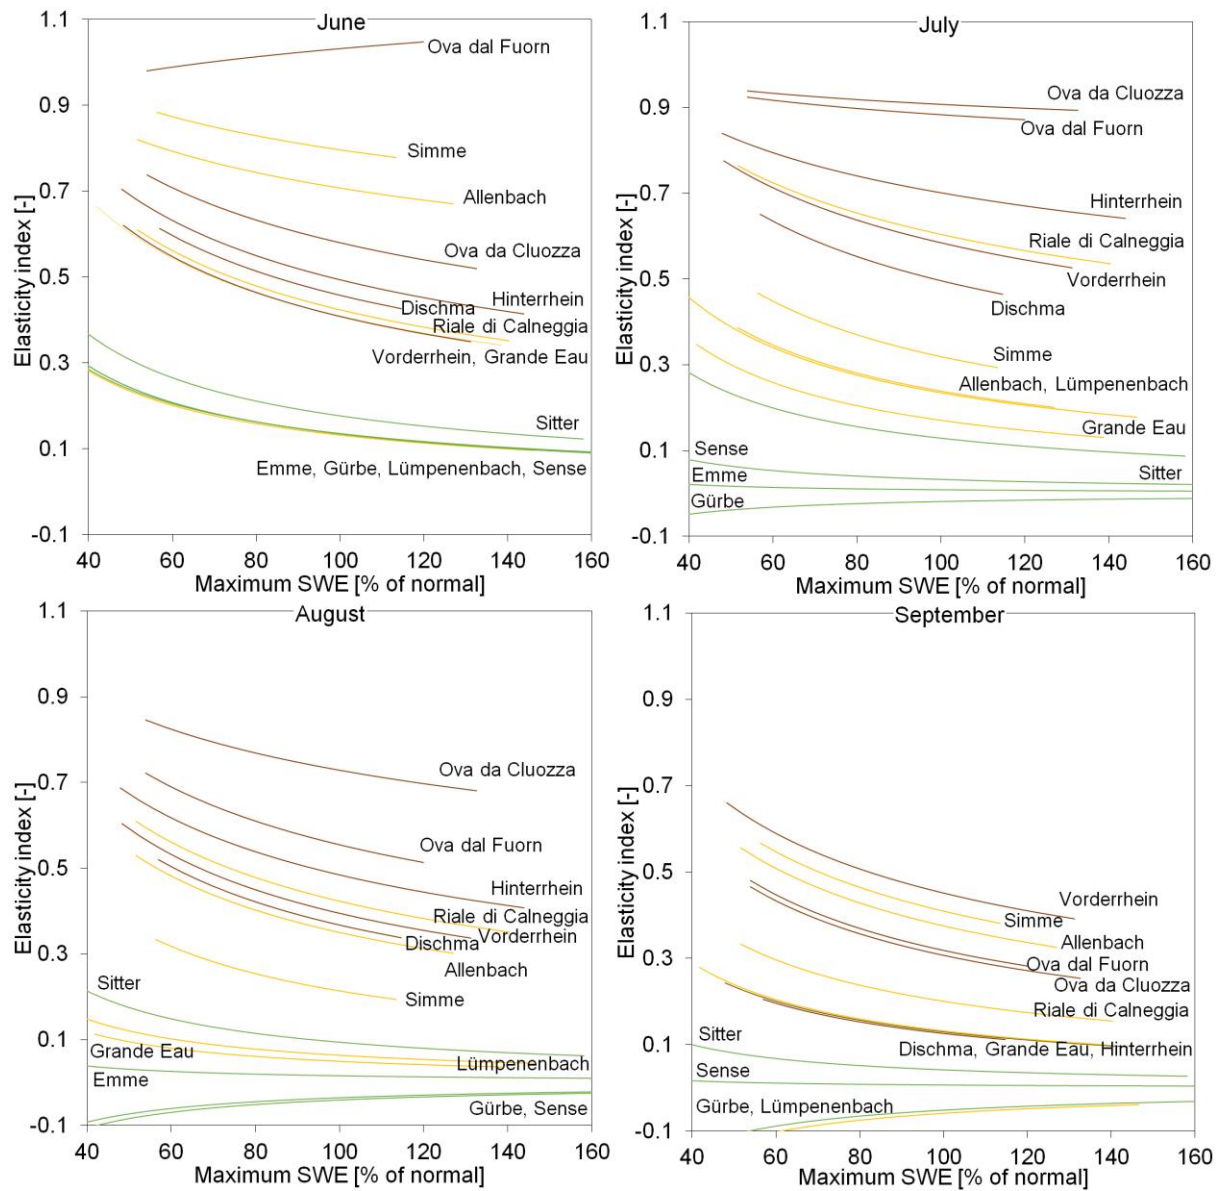 June
1.1
0.9
0.7
0.5
0.3
0.1
-0.1
Elasticity index [-]
Ova dal Fuorn
Simme
Allenbach
Ova da Cluozza
Hinterrhein
Dischma
Riale di Calneggia
Vorderrhein, Grande Eau
Sitter
Emme, Gürbe, Lümpenenbach, Sense
40 60 80 100 120 140 160
Maximum SWE [% of normal]
July
1.1
0.9
0.7
0.5
0.3
0.1
-0.1
Elasticity index [-]
Ova da Cluozza
Ova dal Fuorn
Hinterrhein
Riale di Calneggia
Vorderrhein
Dischma
Simme
Allenbach, Lümpenenbach
Grande Eau
Sense
Sitter
Emme
Gürbe
40 60 80 100 120 140 160
Maximum SWE [% of normal]
August
1.1
0.9
0.7
0.5
0.3
0.1
-0.1
Elasticity index [-]
Ova da Cluozza
Ova dal Fuorn
Hinterrhein
Riale di Calneggia
Vorderrhein
Dischma
Allenbach
Sitter
Simme
Grande Eau
Lümpenenbach
Emme
Gürbe, Sense
40 60 80 100 120 140 160
Maximum SWE [% of normal]
September
1.1
0.9
0.7
0.5
0.3
0.1
-0.1
Elasticity index [-]
Vorderrhein
Simme
Allenbach
Ova dal Fuorn
Ova da Cluozza
Riale di Calneggia
Sitter
Dischma, Grande Eau, Hinterrhein
Sense
Gürbe, Lümpenenbach
40 60 80 100 120 140 160
Maximum SWE [% of normal]